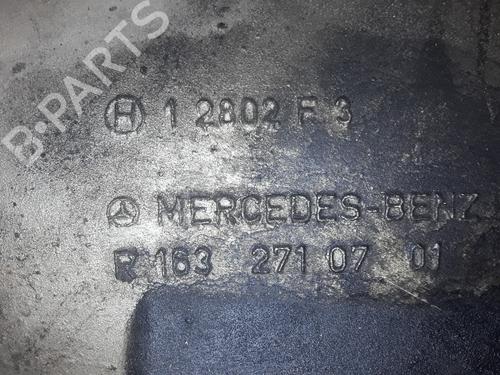 B-PARTS
H 1 2802 F 3
MERCEDES-BENZ
R 163 271 07 01